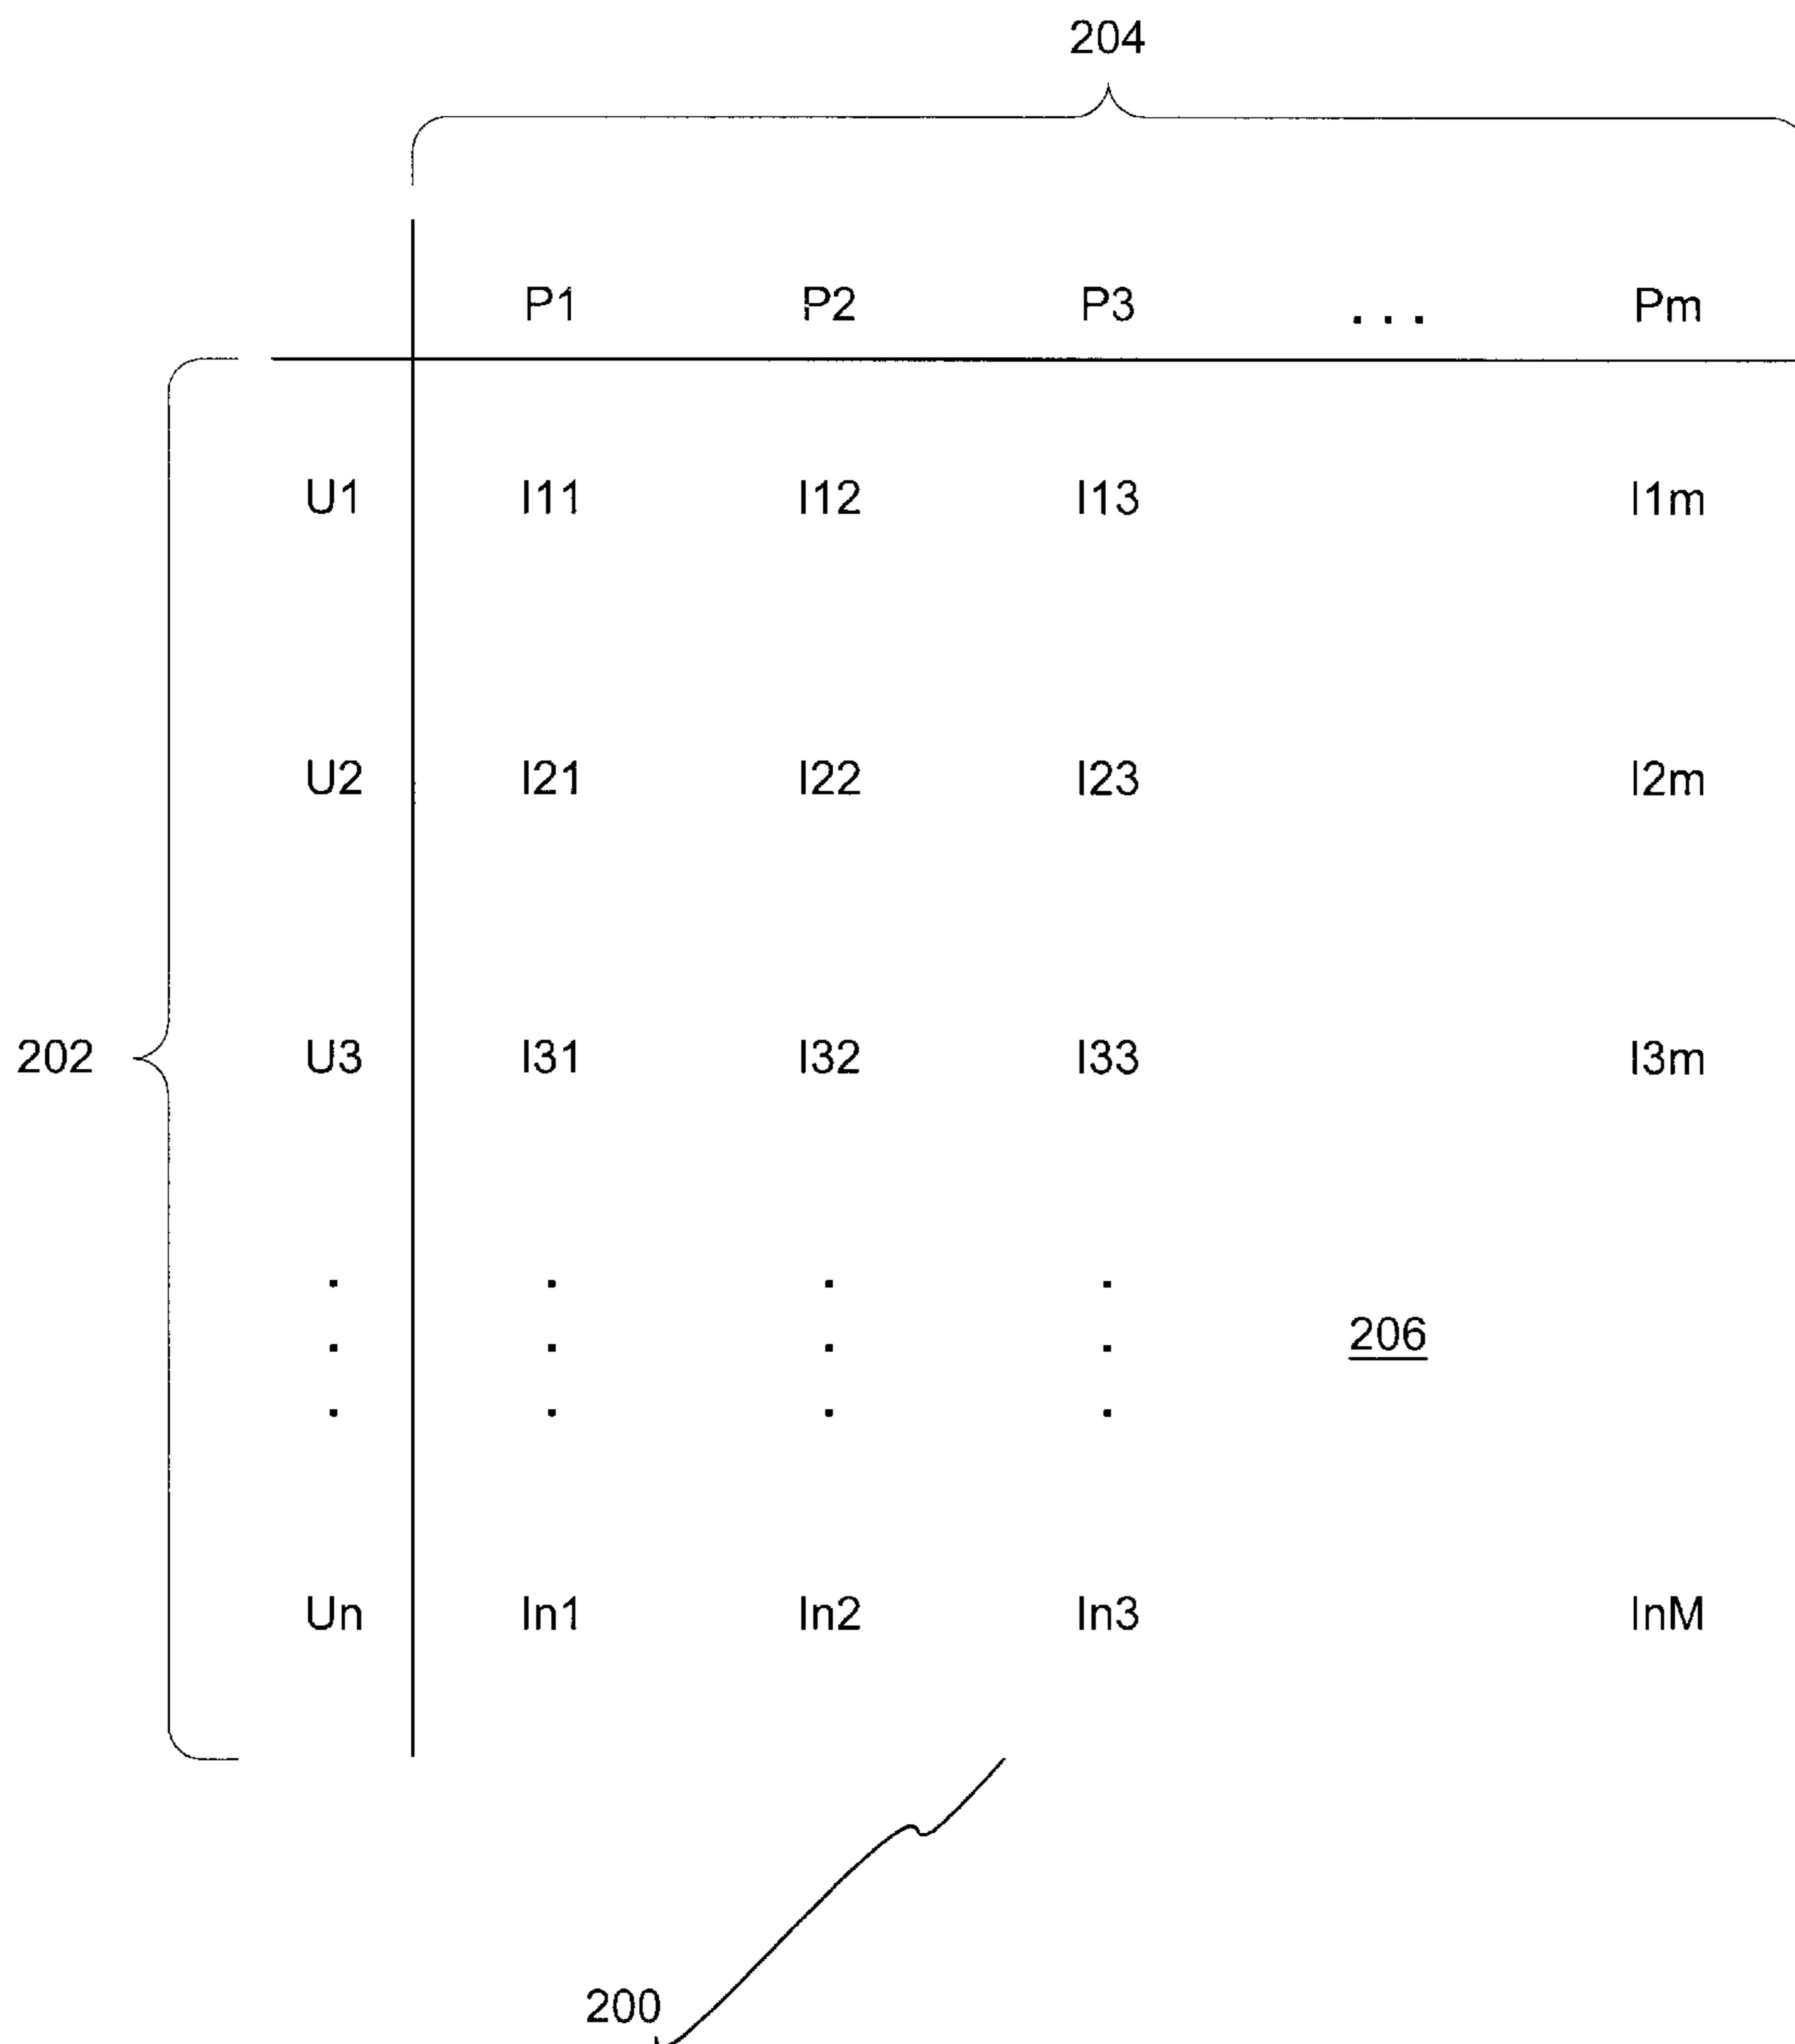 204
P1 P2 P3 ... Pm
U1 I11 I12 I13 I1m
U2 I21 I22 I23 I2m
202 U3 I31 I32 I33 I3m
. . . .
. . . . 206
. . . .
Un In1 In2 In3 InM
200